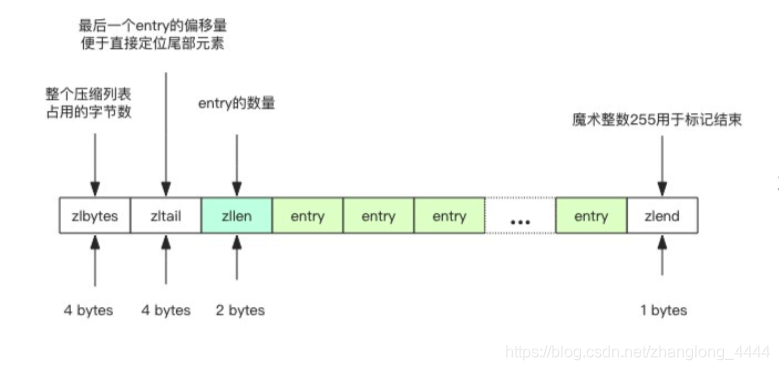 最后一个entry的偏移量
便于直接定位尾部元素
整个压缩列表
占用的字节数
entry的数量
魔术整数255用于标记结束
zlbytes zltail zllen entry entry entry ... entry zlend
4 bytes 4 bytes 2 bytes 1 bytes
https://blog.csdn.net/zhanglong_4444